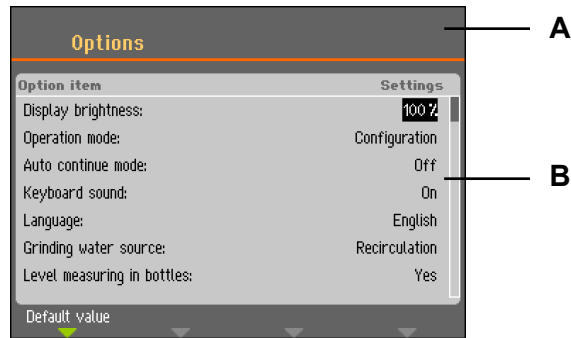 Options
A
Option item Settings
Display brightness: 100 %
Operation mode: Configuration
Auto continue mode: Off
B
Keyboard sound: On
Language: English
Grinding water source: Recirculation
Level measuring in bottles: Yes
Default value